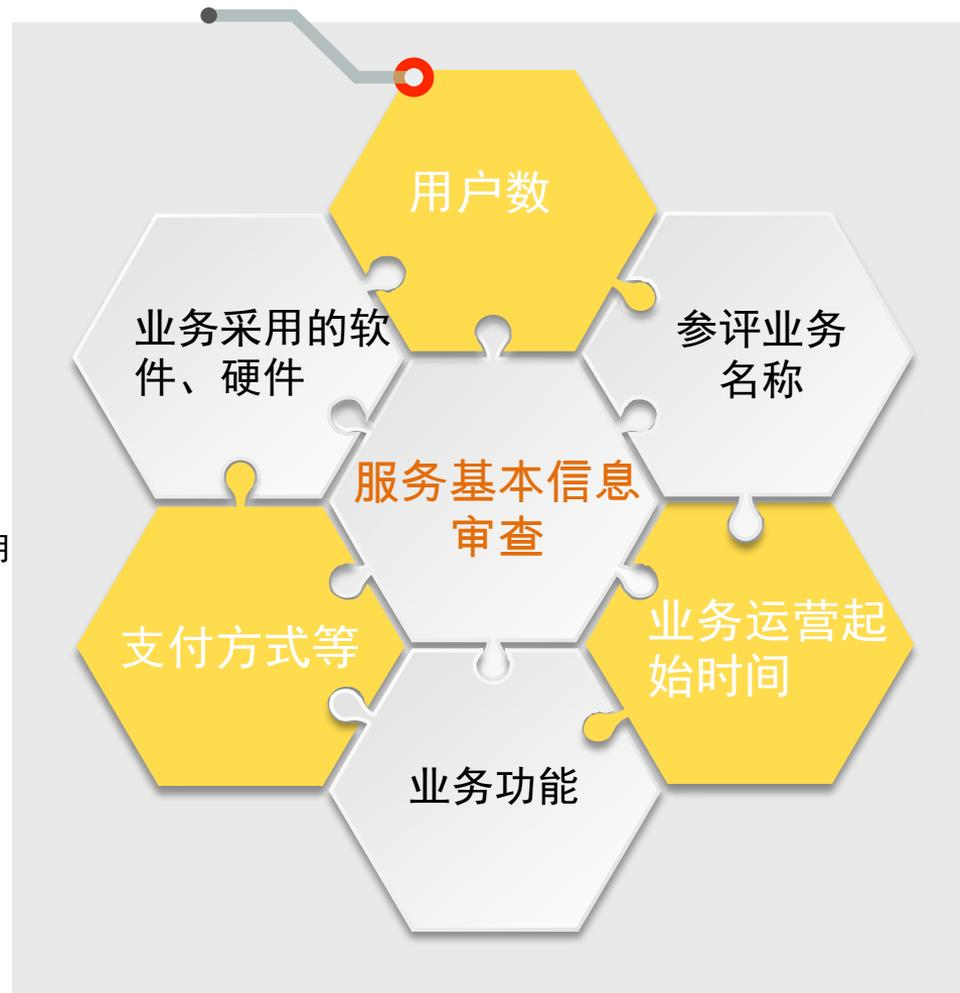 用户数
业务采用的软
件、硬件
参评业务
名称
服务基本信息
审查
支付方式等
业务运营起
始时间
业务功能